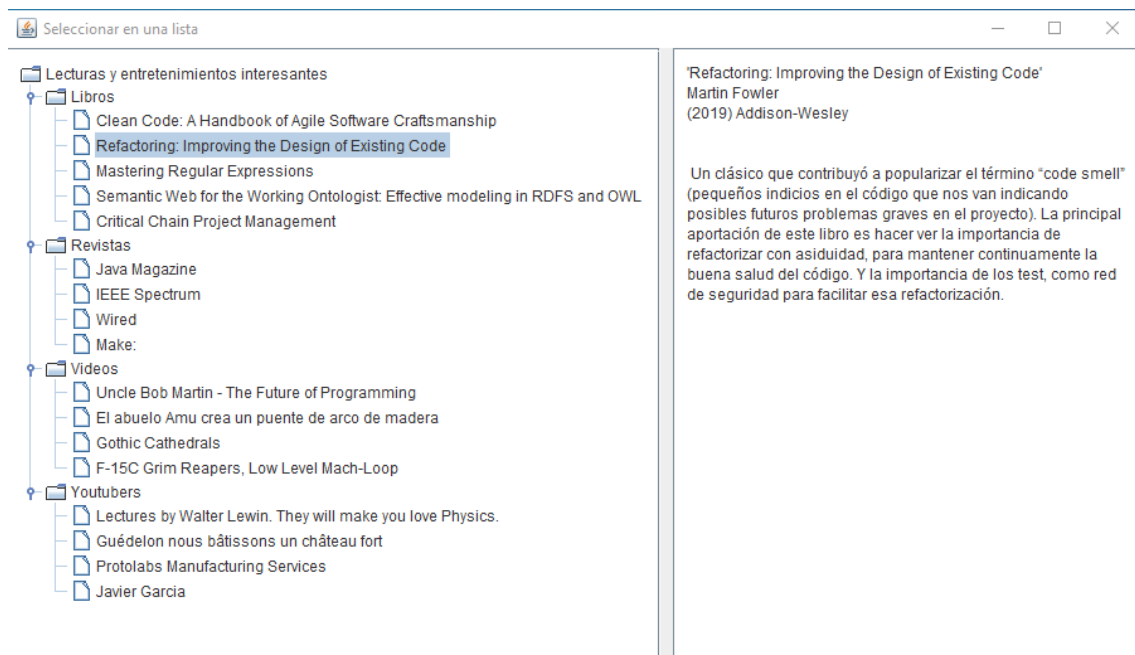 Seleccionar en una lista
Lecturas y entretenimientos interesantes
Libros
Clean Code: A Handbook of Agile Software Craftsmanship
Refactoring: Improving the Design of Existing Code
Mastering Regular Expressions
Semantic Web for the Working Ontologist: Effective modeling in RDFS and OWL
Critical Chain Project Management
Revistas
Java Magazine
IEEE Spectrum
Wired
Make:
Videos
Uncle Bob Martin - The Future of Programming
El abuelo Amu crea un puente de arco de madera
Gothic Cathedrals
F-15C Grim Reapers, Low Level Mach-Loop
Youtubers
Lectures by Walter Lewin. They will make you love Physics.
Guédelon nous bâtissons un château fort
Protolabs Manufacturing Services
Javier Garcia
'Refactoring: Improving the Design of Existing Code'
Martin Fowler
(2019) Addison-Wesley
Un clásico que contribuyó a popularizar el término “code smell”
(pequeños indicios en el código que nos van indicando
posibles futuros problemas graves en el proyecto). La principal
aportación de este libro es hacer ver la importancia de
refactorizar con asiduidad, para mantener continuamente la
buena salud del código. Y la importancia de los test, como red
de seguridad para facilitar esa refactorización.